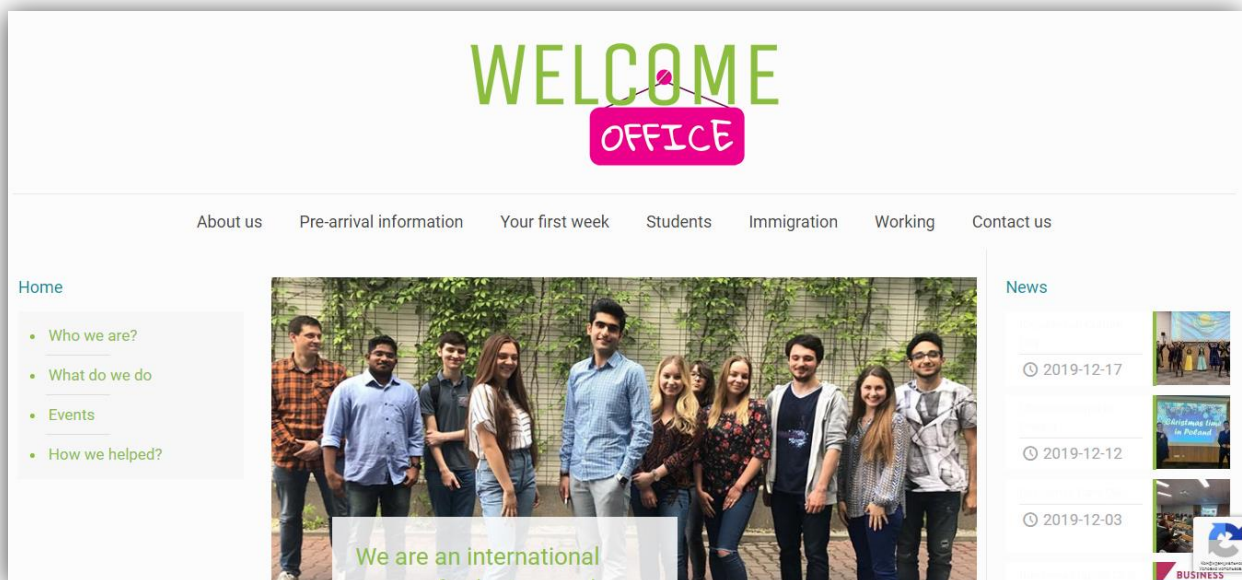 WELCOME
OFFICE
About us Pre-arrival information Your first week Students Immigration Working Contact us
Home
Who we are?
What do we do
Events
How we helped?
We are an international
News
2019-12-17
Christmas time
in Poland
2019-12-12
2019-12-03
BUSINESS